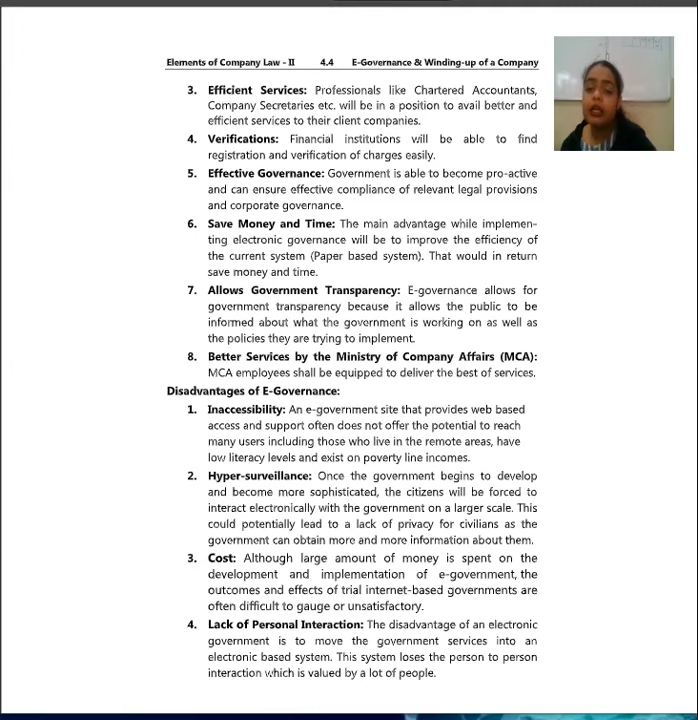 Elements of Company Law - II 4.4 E-Governance & Winding-up of a Company
3. Efficient Services: Professionals like Chartered Accountants,
Company Secretaries etc. will be in a position to avail better and
efficient services to their client companies.
4. Verifications: Financial institutions will be able to find
registration and verification of charges easily.
5. Effective Governance: Government is able to become pro-active
and can ensure effective compliance of relevant legal provisions
and corporate governance.
6. Save Money and Time: The main advantage while implemen-
ting electronic governance will be to improve the efficiency of
the current system (Paper based system). That would in return
save money and time.
7. Allows Government Transparency: E-governance allows for
government transparency because it allows the public to be
informed about what the government is working on as well as
the policies they are trying to implement.
8. Better Services by the Ministry of Company Affairs (MCA):
MCA employees shall be equipped to deliver the best of services.
Disadvantages of E-Governance:
1. Inaccessibility: An e-government site that provides web based
access and support often does not offer the potential to reach
many users including those who live in the remote areas, have
low literacy levels and exist on poverty line incomes.
2. Hyper-surveillance: Once the government begins to develop
and become more sophisticated, the citizens will be forced to
interact electronically with the government on a larger scale. This
could potentially lead to a lack of privacy for civilians as the
government can obtain more and more information about them.
3. Cost: Although large amount of money is spent on the
development and implementation of e-government, the
outcomes and effects of trial internet-based governments are
often difficult to gauge or unsatisfactory.
4. Lack of Personal Interaction: The disadvantage of an electronic
government is to move the government services into an
electronic based system. This system loses the person to person
interaction which is valued by a lot of people.